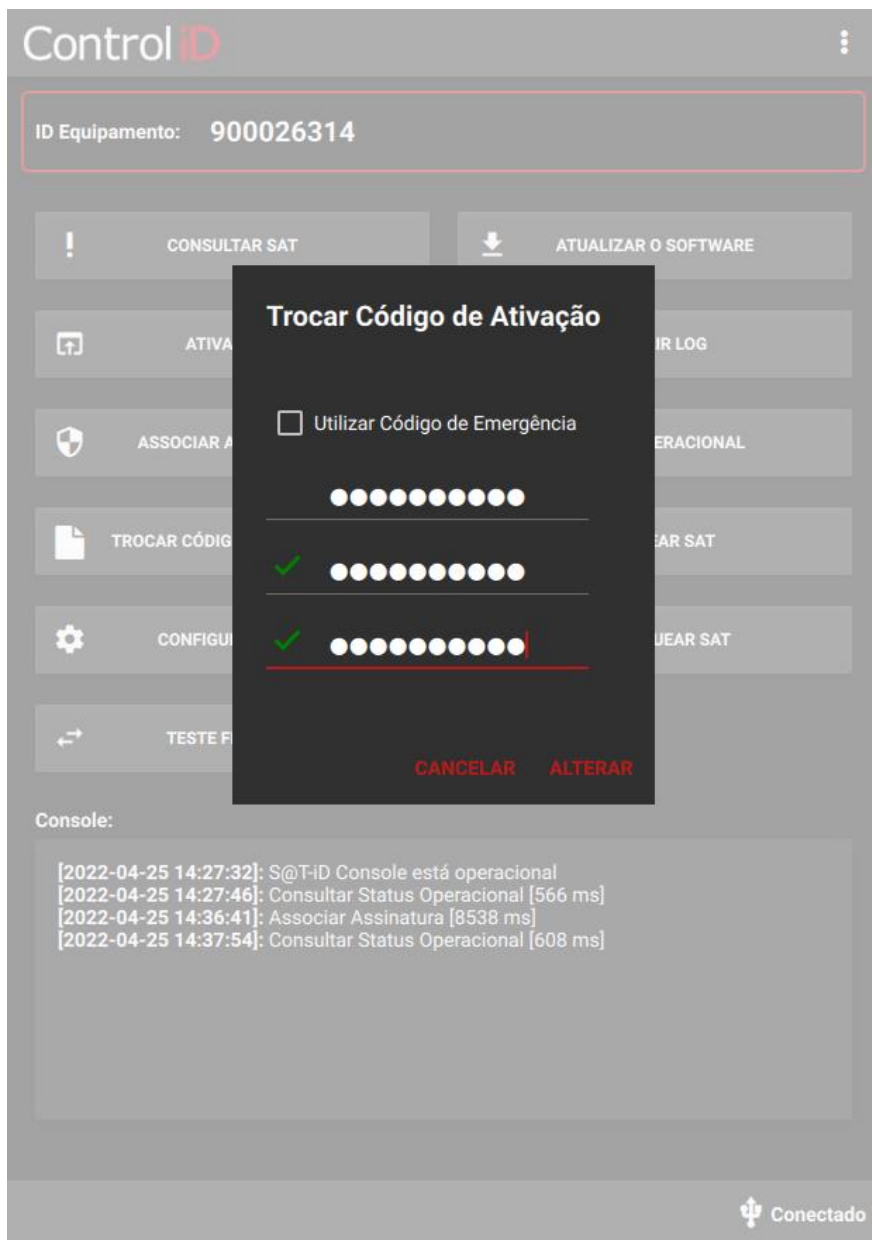 Control iD
ID Equipamento: 900026314
CONSULTAR SAT
ATUALIZAR O SOFTWARE
Trocar Código de Ativação
ATIVA
IR LOG
Utilizar Código de Emergência
ASSOCIAR A
ERACIONAL
●●●●●●●●●●
TROCAR CÓDIG
AR SAT
●●●●●●●●●●
CONFIGU
UEAR SAT
●●●●●●●●●●
TESTE F
CANCELAR ALTERAR
Console:
[2022-04-25 14:27:32]: S@T-iD Console está operacional
[2022-04-25 14:27:46]: Consultar Status Operacional [566 ms]
[2022-04-25 14:36:41]: Associar Assinatura [8538 ms]
[2022-04-25 14:37:54]: Consultar Status Operacional [608 ms]
Conectado